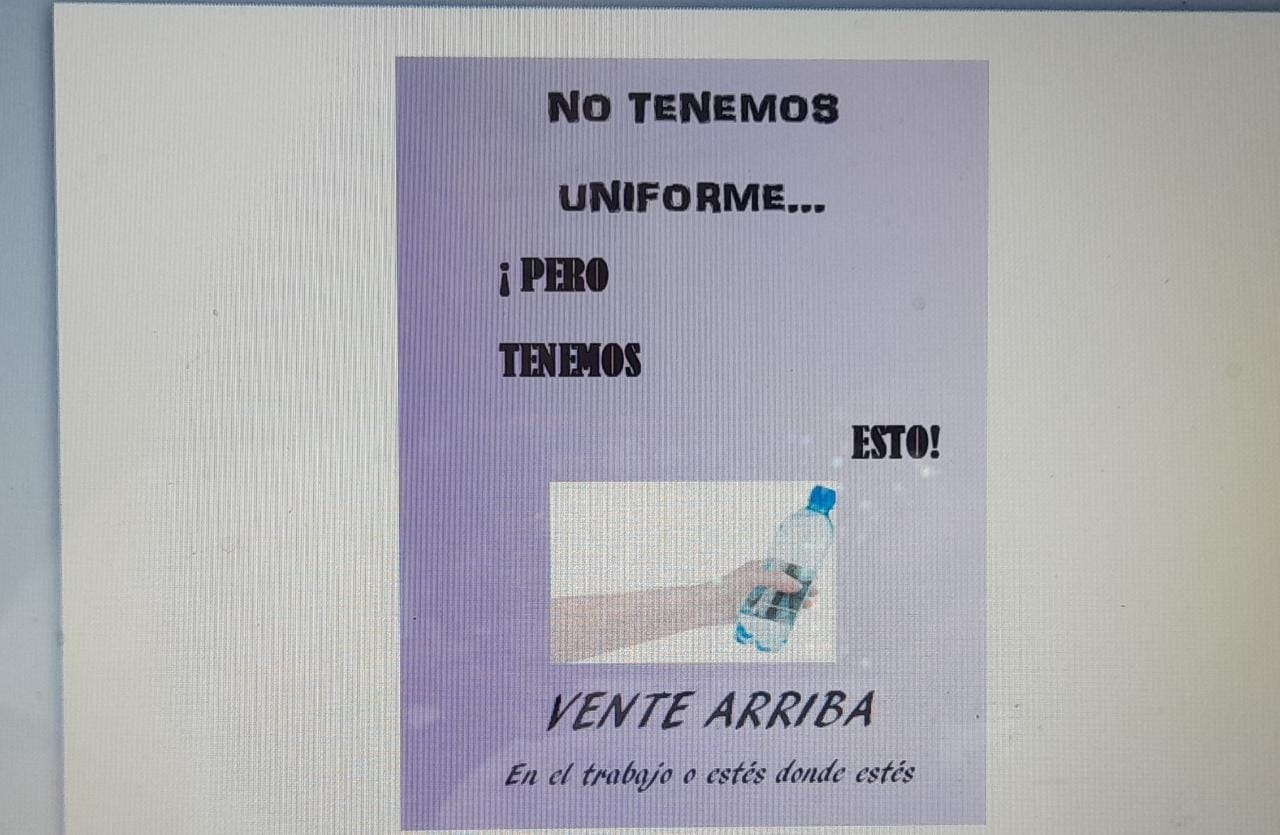 NO TENEMOS
UNIFORME...
¡ PERO
TENEMOS
ESTO!
VENTE ARRIBA
En el trabajo o estés donde estés